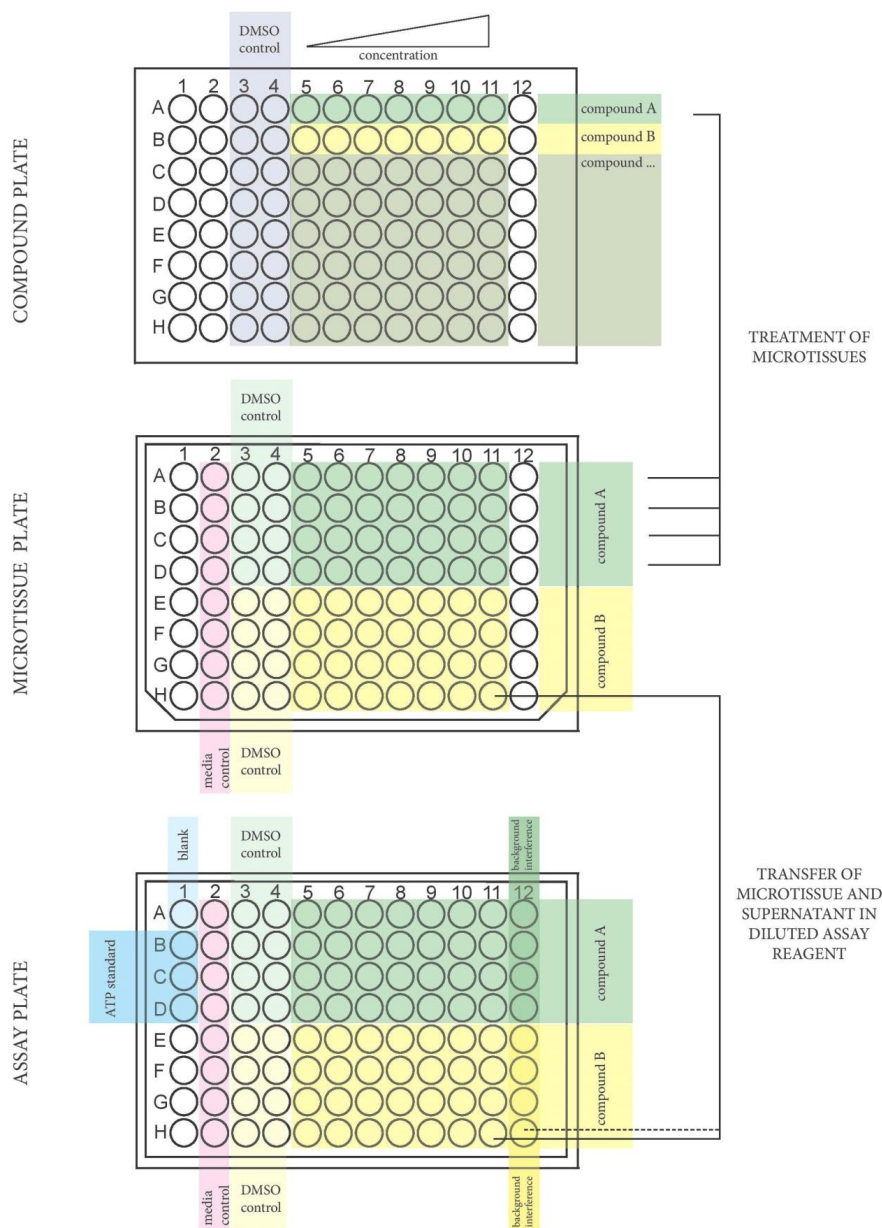 DMSO
control
concentration
1 2 3 4 5 6 7 8 9 10 11 12
A
B
C
D
E
F
G
H
compound A
compound B
compound ...
COMPOUND PLATE
TREATMENT OF
MICROTISSUES
DMSO
control
1 2 3 4 5 6 7 8 9 10 11 12
A
B
C
D
E
F
G
H
compound A
compound B
MICROTISSUE PLATE
media
control
DMSO
control
blank
DMSO
control
background
interference
1 2 3 4 5 6 7 8 9 10 11 12
A
B
C
D
E
F
G
H
ATP standard
compound A
compound B
ASSAY PLATE
TRANSFER OF
MICROTISSUE AND
SUPERNATANT IN
DILUTED ASSAY
REAGENT
media
control
DMSO
control
background
interference